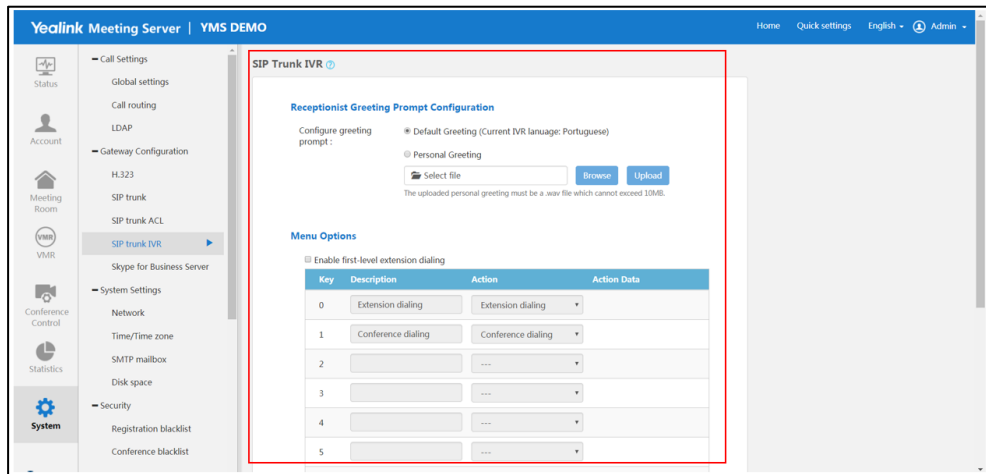 Yealink Meeting Server | YMS DEMO
Home Quick settings English Admin
Status
Account
Meeting
Room
VMR
VMR
Conference
Control
Statistics
System
Call Settings
Global settings
Call routing
LDAP
Gateway Configuration
H.323
SIP trunk
SIP trunk ACL
SIP trunk IVR
Skype for Business Server
System Settings
Network
Time/Time zone
SMTP mailbox
Disk space
Security
Registration blacklist
Conference blacklist
SIP Trunk IVR ?
Receptionist Greeting Prompt Configuration
Configure greeting
prompt :
Default Greeting (Current IVR lanuage: Portuguese)
Personal Greeting
Select file Browse Upload
The uploaded personal greeting must be a .wav file which cannot exceed 10MB.
Menu Options
Enable first-level extension dialing
Key Description Action Action Data
0 Extension dialing Extension dialing
1 Conference dialing Conference dialing
2 ---
3 ---
4 ---
5 ---